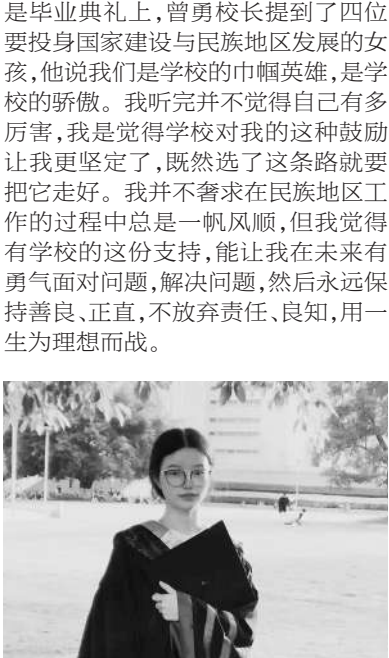 是毕业典礼上,曾勇校长提到了四位
要投身国家建设与民族地区发展的女
孩,他说我们是学校的巾帼英雄,是学
校的骄傲。我听完并不觉得自己有多
厉害,我是觉得学校对我的这种鼓励
让我更坚定了,既然选了这条路就要
把它走好。我并不奢求在民族地区工
作的过程中总是一帆风顺,但我觉得
有学校的这份支持,能让我在未来有
勇气面对问题,解决问题,然后永远保
持善良、正直,不放弃责任、良知,用一
生为理想而战。